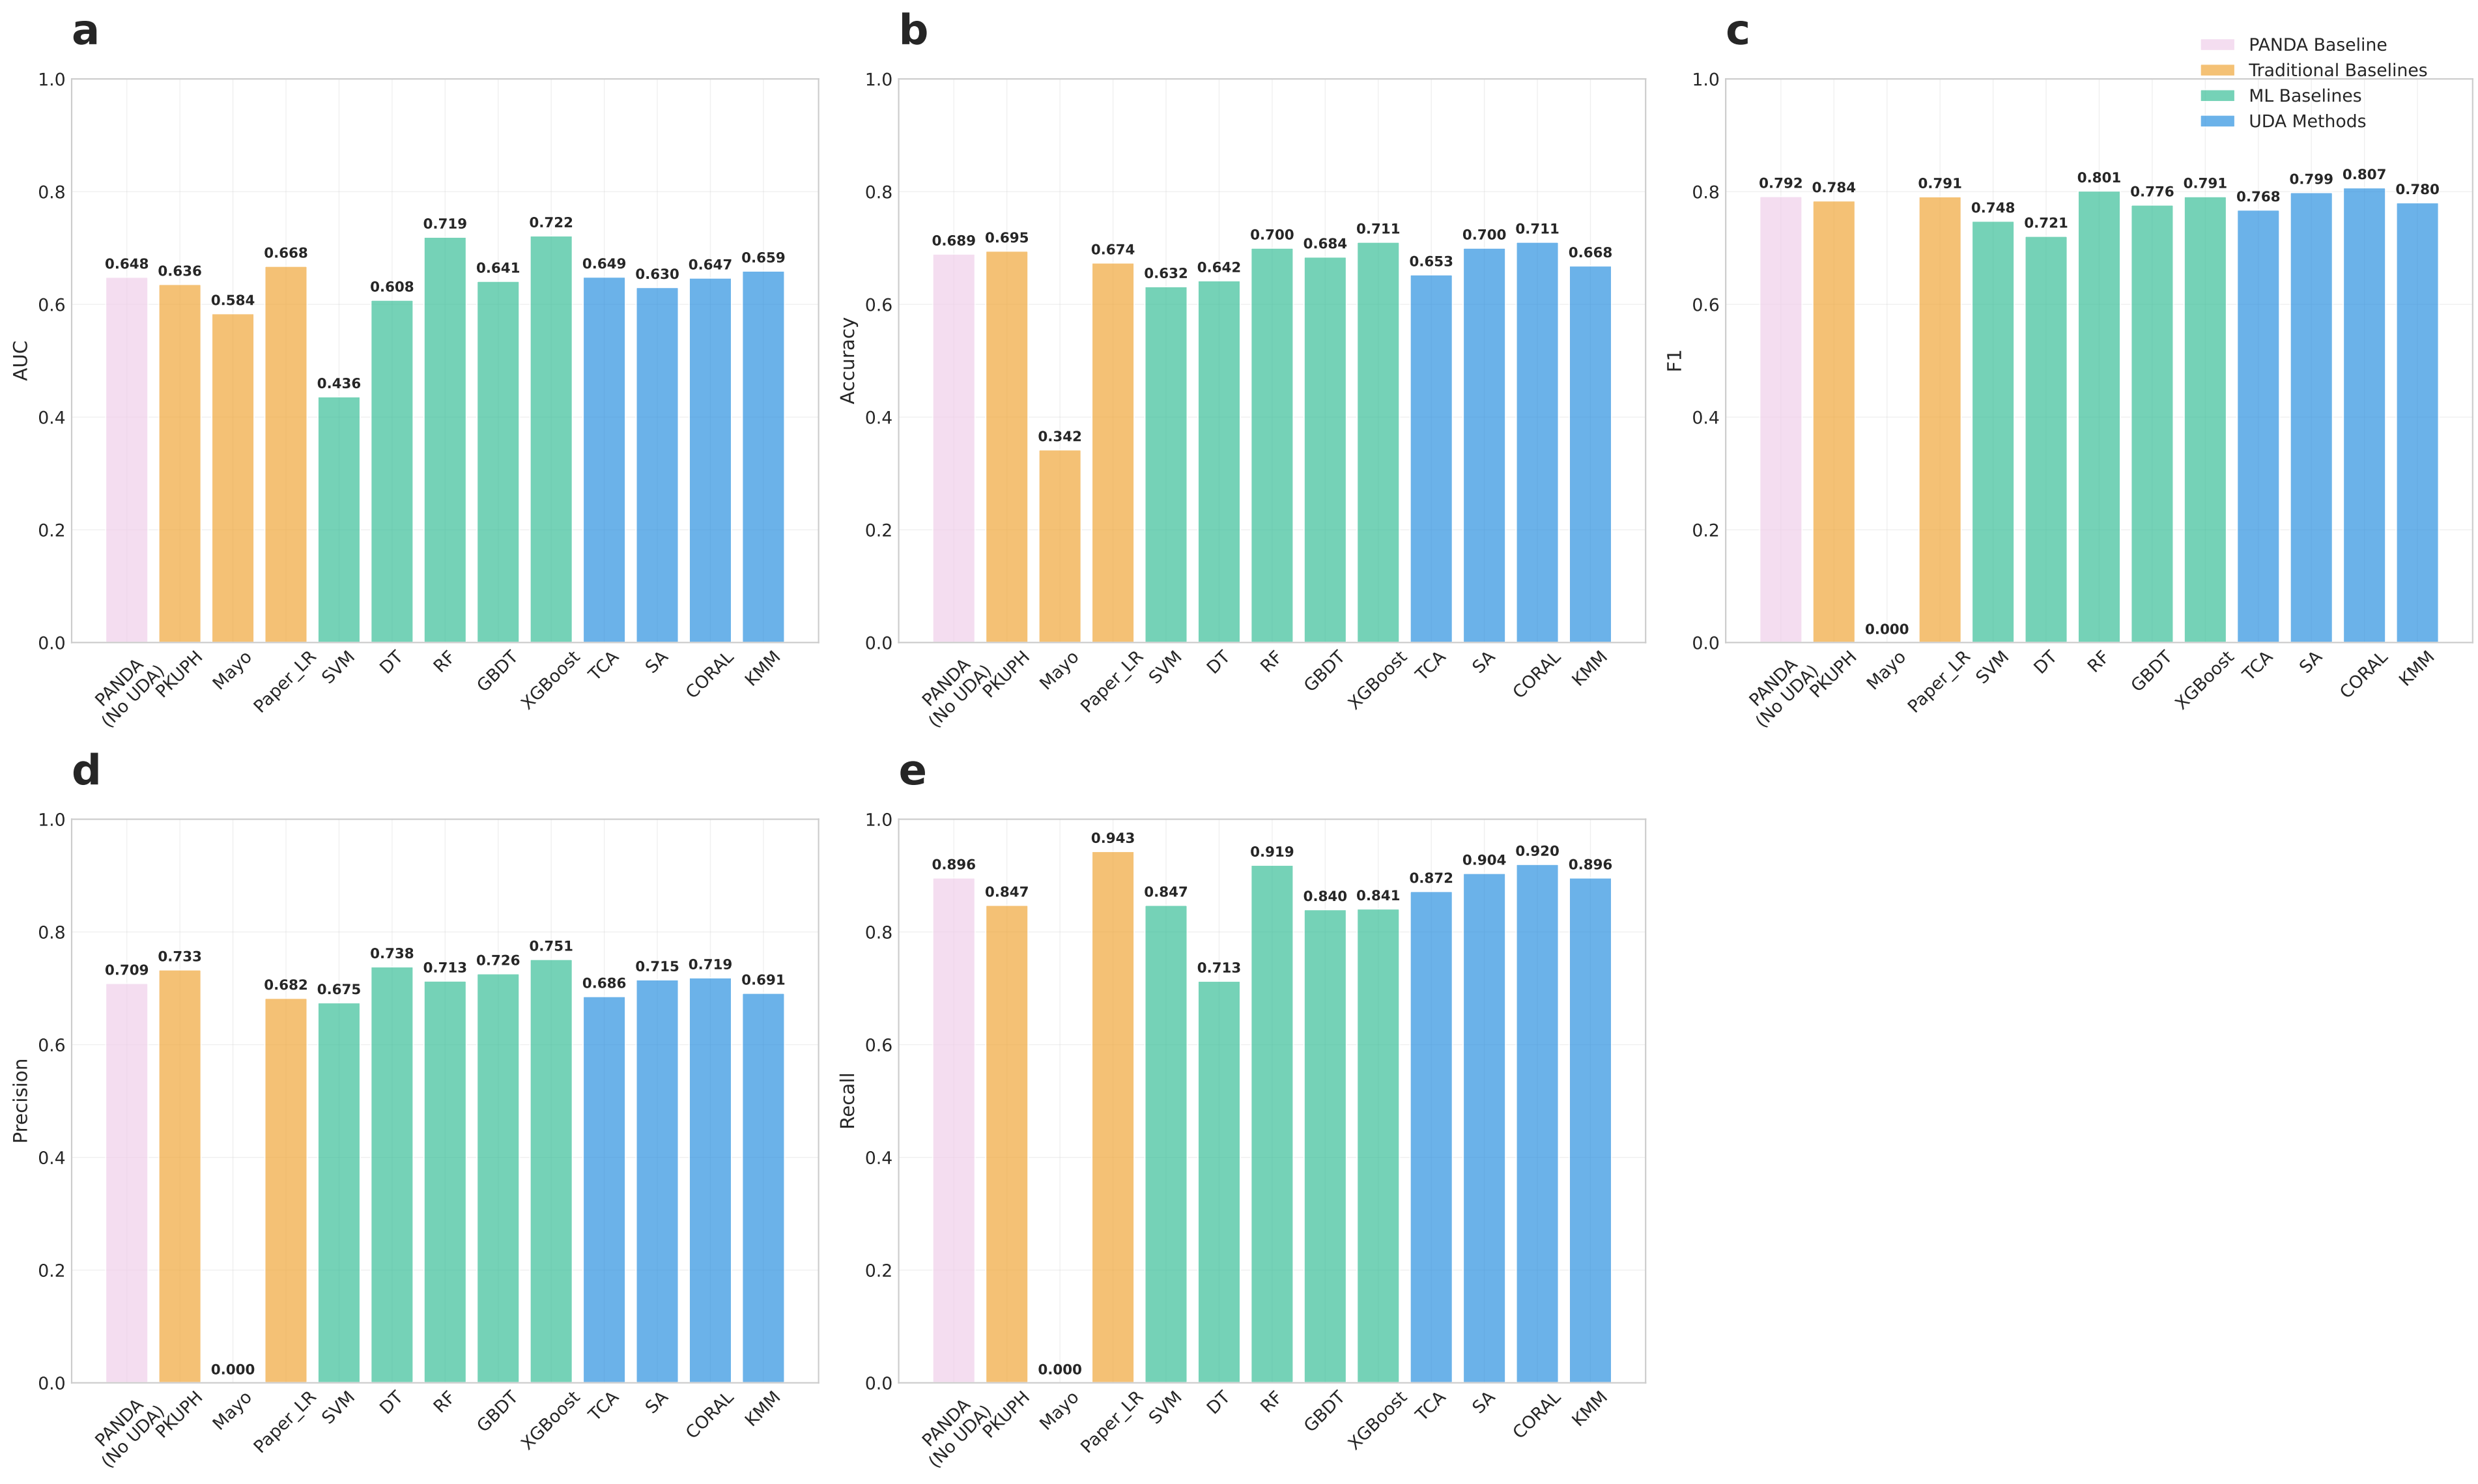 a
AUC
1.0
0.8
0.6
0.4
0.2
0.0
0.648
0.636
0.584
0.668
0.436
0.608
0.719
0.641
0.722
0.649
0.630
0.647
0.659
PANDA
(No UDA)
PKUPH
Mayo
Paper_LR
SVM
DT
RF
GBDT
XGBoost
TCA
SA
CORAL
KMM
b
Accuracy
1.0
0.8
0.6
0.4
0.2
0.0
0.689
0.695
0.342
0.674
0.632
0.642
0.700
0.684
0.711
0.653
0.700
0.711
0.668
PANDA
(No UDA)
PKUPH
Mayo
Paper_LR
SVM
DT
RF
GBDT
XGBoost
TCA
SA
CORAL
KMM
c
PANDA Baseline
Traditional Baselines
ML Baselines
UDA Methods
F1
1.0
0.8
0.6
0.4
0.2
0.0
0.792
0.784
0.000
0.791
0.748
0.721
0.801
0.776
0.791
0.768
0.799
0.807
0.780
PANDA
(No UDA)
PKUPH
Mayo
Paper_LR
SVM
DT
RF
GBDT
XGBoost
TCA
SA
CORAL
KMM
d
Precision
1.0
0.8
0.6
0.4
0.2
0.0
0.709
0.733
0.000
0.682
0.675
0.738
0.713
0.726
0.751
0.686
0.715
0.719
0.691
PANDA
(No UDA)
PKUPH
Mayo
Paper_LR
SVM
DT
RF
GBDT
XGBoost
TCA
SA
CORAL
KMM
e
Recall
1.0
0.8
0.6
0.4
0.2
0.0
0.896
0.847
0.000
0.943
0.847
0.713
0.919
0.840
0.841
0.872
0.904
0.920
0.896
PANDA
(No UDA)
PKUPH
Mayo
Paper_LR
SVM
DT
RF
GBDT
XGBoost
TCA
SA
CORAL
KMM